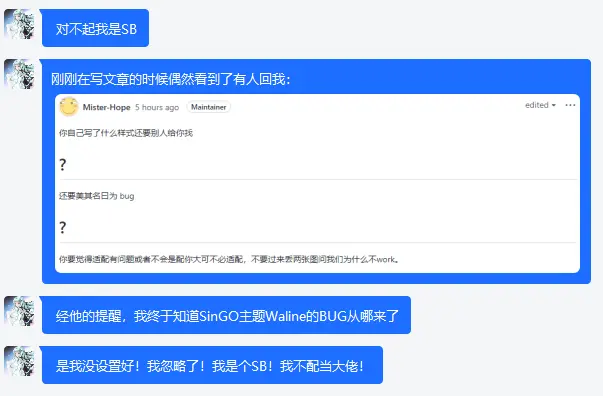 对不起我是SB
刚刚在写文章的时候偶然看到了有人回我：
Mister-Hope 5 hours ago Maintainer edited
你自己写了什么样式还要别人给你找
?
还要美其名曰为 bug
?
你要觉得适配有问题或者不会是配你大可不必适配，不要过来丢两张图问我们为什么不work。
经他的提醒，我终于知道SinGO主题Waline的BUG从哪来了
是我没设置好！我忽略了！我是个SB！我不配当大佬！